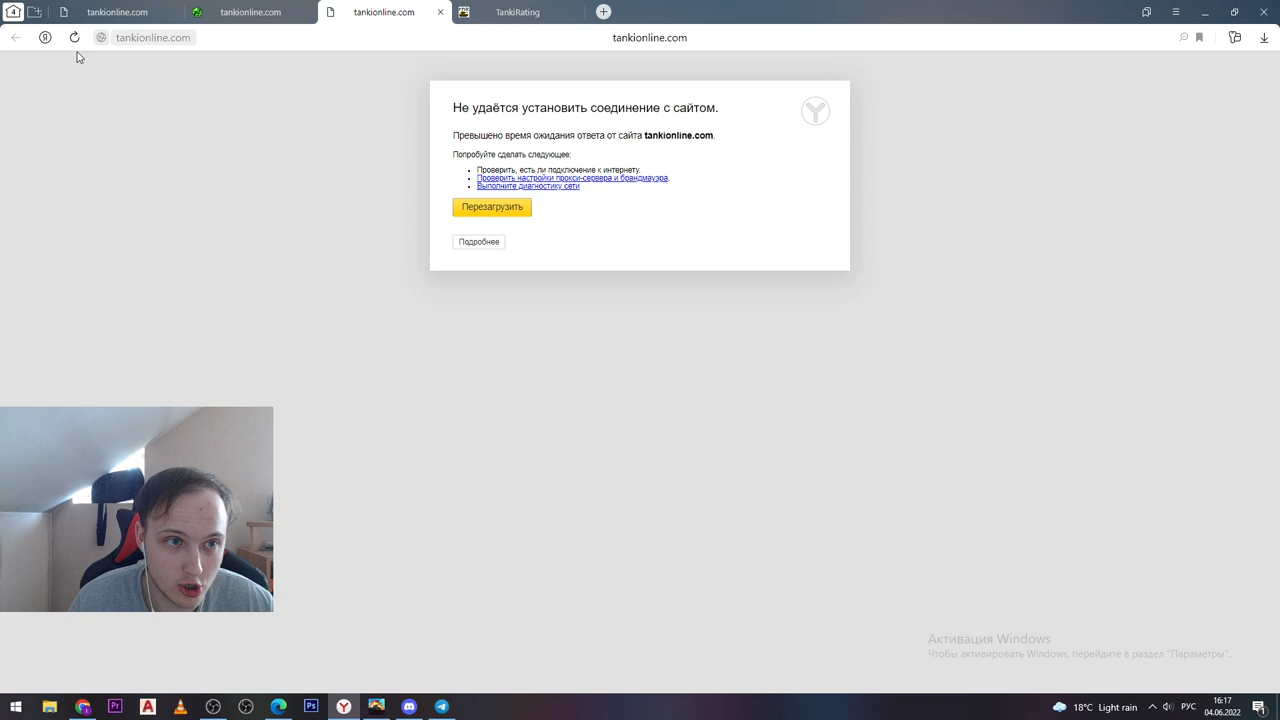 4
tankionline.com
tankionline.com
tankionline.com
TankiRating
tankionline.com
tankionline.com
Не удаётся установить соединение с сайтом.
Превышено время ожидания ответа от сайта tankionline.com.
Попробуйте сделать следующее:
Проверить, есть ли подключение к интернету.
Проверить настройки прокси-сервера и брандмауэра.
Выполните диагностику сети
Перезагрузить
Подробнее
Активация Windows
Чтобы активировать Windows, перейдите в раздел "Параметры".
18°C Light rain
РУС
16:17
04.06.2022